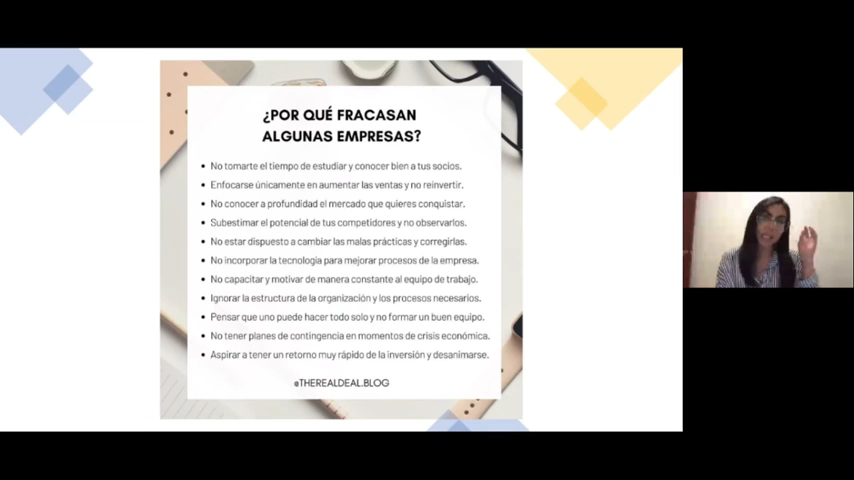 ¿POR QUÉ FRACASAN
ALGUNAS EMPRESAS?
• No tomarte el tiempo de estudiar y conocer bien a tus socios.
• Enfocarse únicamente en aumentar las ventas y no reinvertir.
• No conocer a profundidad el mercado que quieres conquistar.
• Subestimar el potencial de tus competidores y no observarlos.
• No estar dispuesto a cambiar las malas prácticas y corregirlas.
• No incorporar la tecnología para mejorar procesos de la empresa.
• No capacitar y motivar de manera constante al equipo de trabajo.
• Ignorar la estructura de la organización y los procesos necesarios.
• Pensar que uno puede hacer todo solo y no formar un buen equipo.
• No tener planes de contingencia en momentos de crisis económica.
• Aspirar a tener un retorno muy rápido de la inversión y desanimarse.
@THEREALDEAL.BLOG